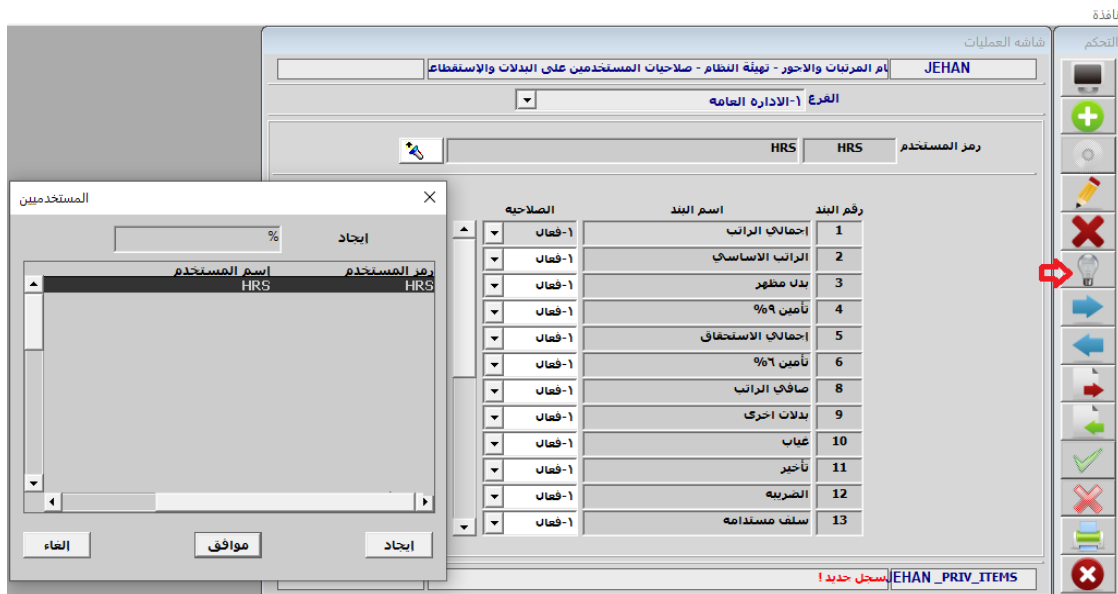 نافذة
التحكم
شاشه العمليات
JEHAN
ام المرتبات والاجور - تهيئة النظام - صلاحيات المستخدمين على البدلات والإستقطاع
الفرع ١-الاداره العامه
رمز المستخدم HRS HRS
رقم البند اسم البند الصلاحيه
1 إجمالي الراتب ١-فعال
2 الراتب الاساسي ١-فعال
3 بدل مظهر ١-فعال
4 تأمين ٩% ١-فعال
5 إجمالي الاستحقاق ١-فعال
6 تأمين ٦% ١-فعال
8 صافي الراتب ١-فعال
9 بدلات اخرى ١-فعال
10 غياب ١-فعال
11 تأخير ١-فعال
12 الضريبه ١-فعال
13 سلف مستدامه ١-فعال
JEHAN _PRIV_ITEMS سجل جديد !
المستخدميين
ايجاد %
رمز المستخدم إسم المستخدم
HRS HRS
ايجاد موافق إلغاء